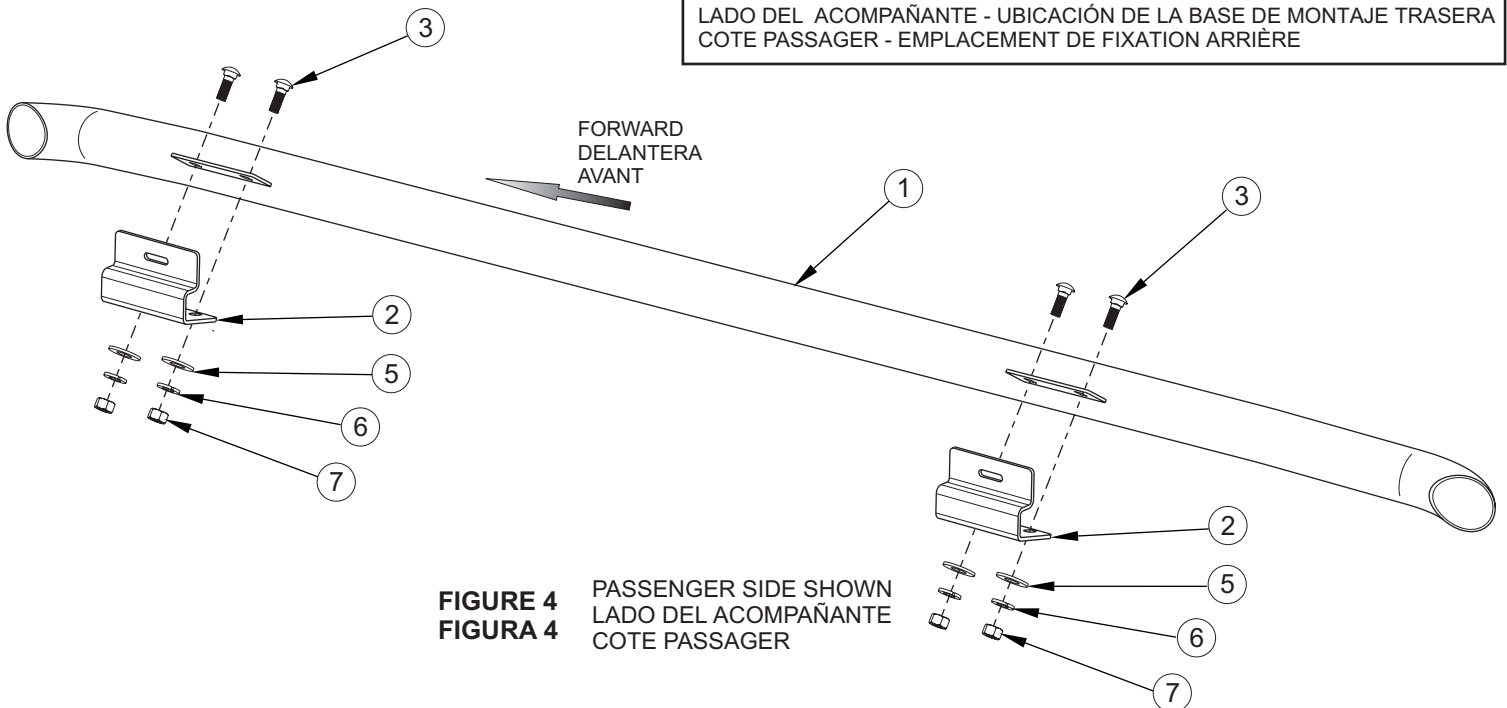 LADO DEL ACOMPAÑANTE - UBICACIÓN DE LA BASE DE MONTAJE TRASERA
COTE PASSAGER - EMPLACEMENT DE FIXATION ARRIÈRE
3
FORWARD
DELANTERA
AVANT
1
3
2
5
6
7
2
5
6
7
FIGURE 4
FIGURA 4
PASSENGER SIDE SHOWN
LADO DEL ACOMPAÑANTE
COTE PASSAGER